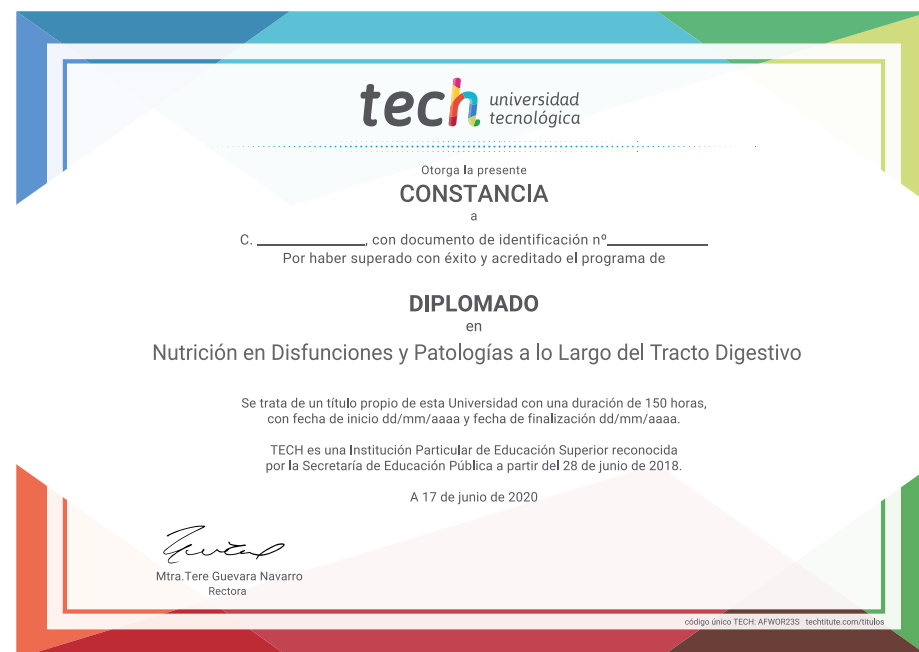 tech universidad
tecnológica
Otorga la presente
CONSTANCIA
a
C. ____________, con documento de identificación nº____________
Por haber superado con éxito y acreditado el programa de
DIPLOMADO
en
Nutrición en Disfunciones y Patologías a lo Largo del Tracto Digestivo
Se trata de un título propio de esta Universidad con una duración de 150 horas,
con fecha de inicio dd/mm/aaaa y fecha de finalización dd/mm/aaaa.
TECH es una Institución Particular de Educación Superior reconocida
por la Secretaría de Educación Pública a partir del 28 de junio de 2018.
A 17 de junio de 2020
Mtra.Tere Guevara Navarro
Rectora
código único TECH: AFWOR23S techtitute.com/titulos